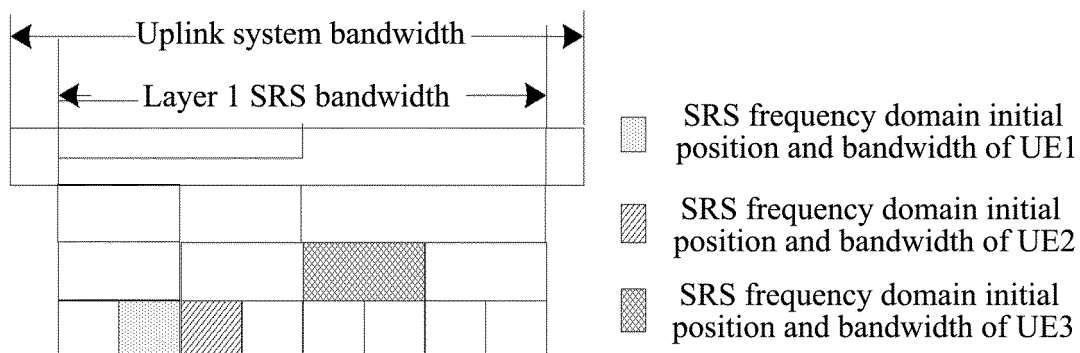 Uplink system bandwidth
Layer 1 SRS bandwidth
SRS frequency domain initial
position and bandwidth of UE1
SRS frequency domain initial
position and bandwidth of UE2
SRS frequency domain initial
position and bandwidth of UE3